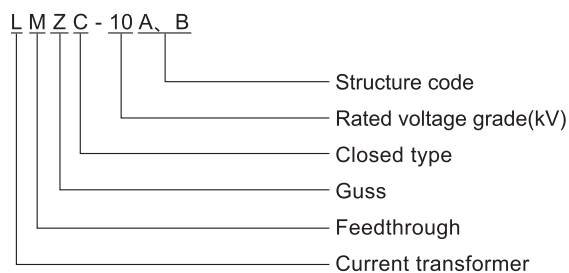 L M Z C - 10 A、B
Structure code
Rated voltage grade(kV)
Closed type
Guss
Feedthrough
Current transformer